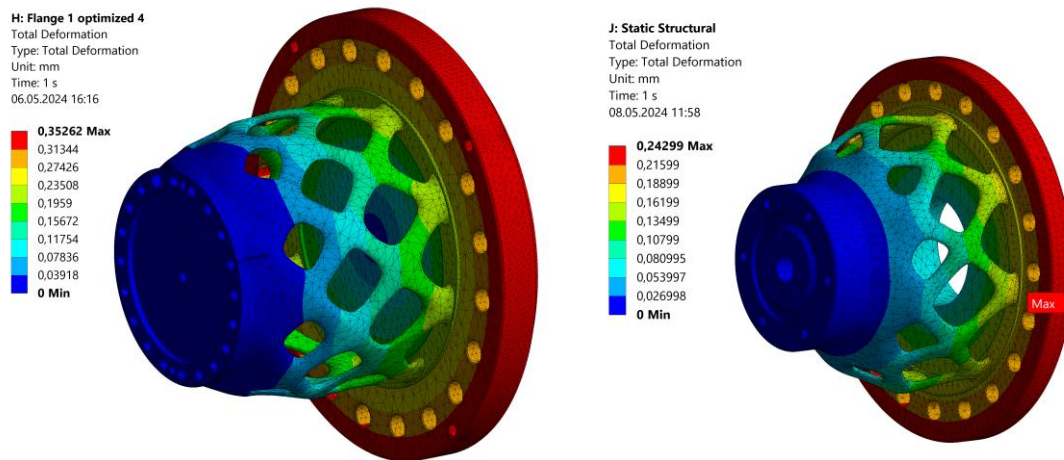 H: Flange 1 optimized 4
Total Deformation
Type: Total Deformation
Unit: mm
Time: 1 s
06.05.2024 16:16
0,35262 Max
0,31344
0,27426
0,23508
0,1959
0,15672
0,11754
0,07836
0,03918
0 Min
J: Static Structural
Total Deformation
Type: Total Deformation
Unit: mm
Time: 1 s
08.05.2024 11:58
0,24299 Max
0,21599
0,18899
0,16199
0,13499
0,10799
0,080995
0,053997
0,026998
0 Min
Max